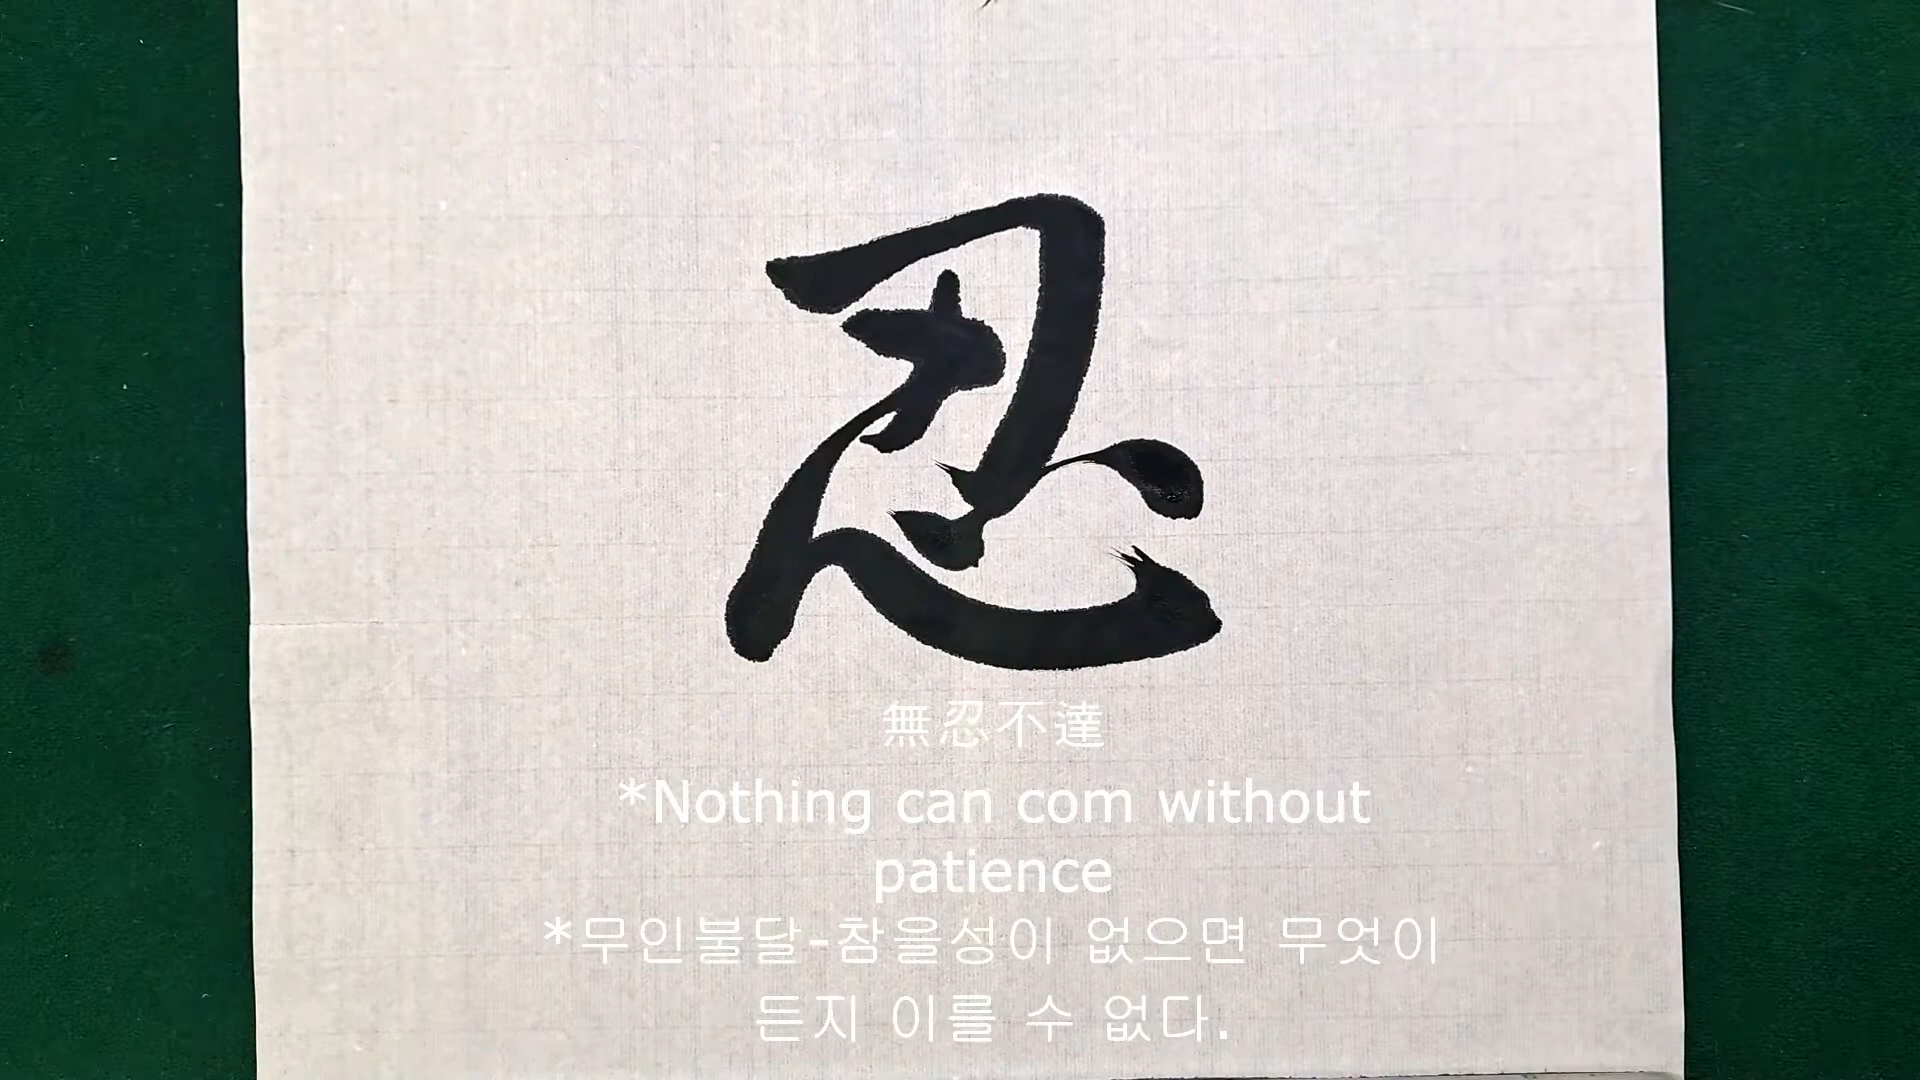 忍
無忍不達
*Nothing can com without
patience
*무인불달-참을성이 없으면 무엇이
든지 이를 수 없다.